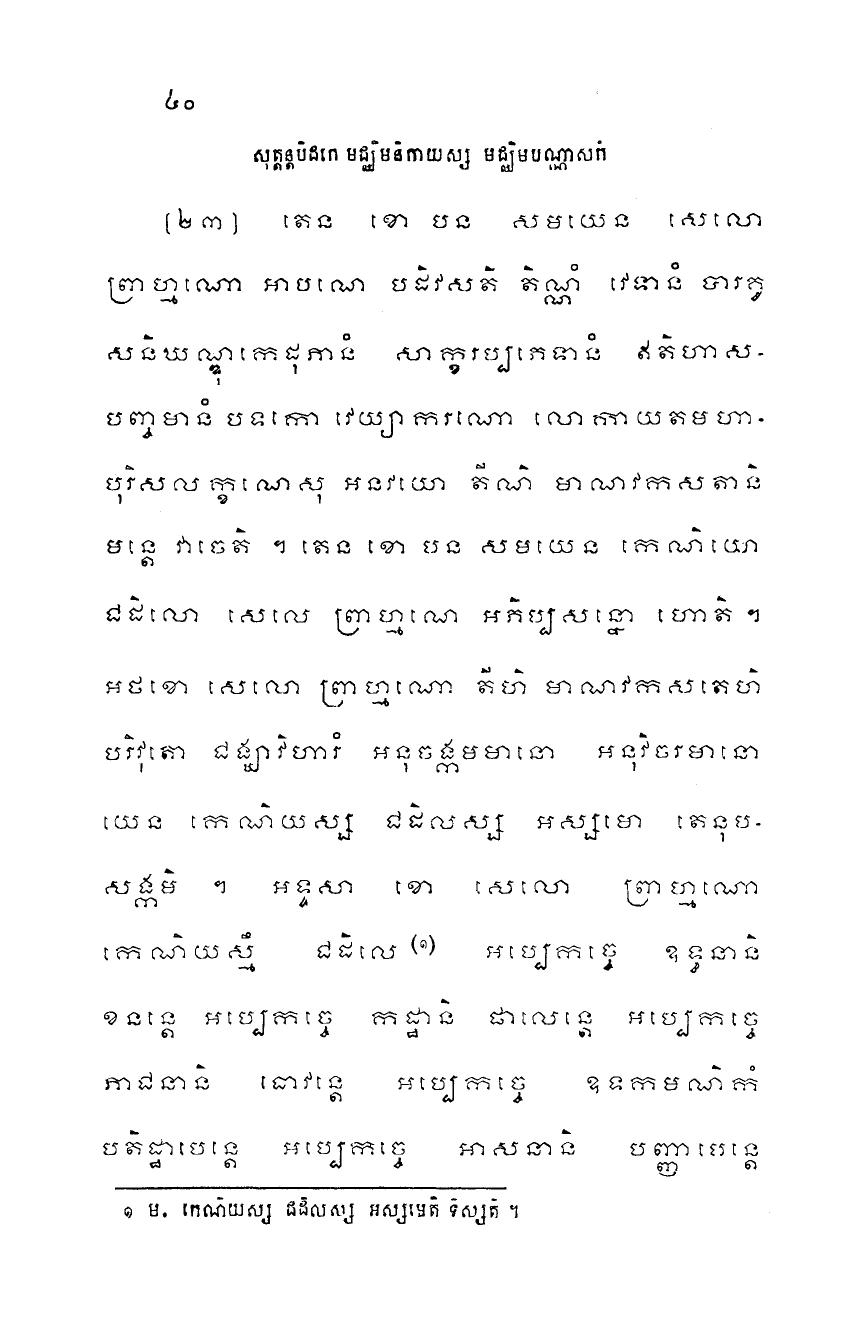 ៤០
សុត្តន្តបិដកេ មជ្ឈិមនិកាយស្ស មជ្ឈិមបណ្ណាសកំ
[២៣] តេន ខោ បន សមយេន សេលោ
ព្រាហ្មណោ អាបណេ បដិវសតិ តិណ្ណំ វេទានំ បារគូ
សនិឃណ្ឌុកេដុភានំ សាក្ខរប្បភេទានំ ឥតិហាស-
បញ្ចមានំ បទកោ វេយ្យាករណោ លោកាយតមហា-
បុរិសលក្ខណេសុ អនវយោ តីណិ មាណវកសតានិ
មន្តេ វាចេតិ ។ តេន ខោ បន សមយេន កេណិយោ
ជដិលោ សេលេ ព្រាហ្មណេ អភិប្បសន្នោ ហោតិ ។
អថខោ សេលោ ព្រាហ្មណោ តីហិ មាណវកសតេហិ
បរិវុតោ ជង្ឃាវិហារំ អនុចង្កមមានោ អនុវិចរមានោ
យេន កេណិយស្ស ជដិលស្ស អស្សមោ តេនុប-
សង្កមិ ។ អទ្ទសា ខោ សេលោ ព្រាហ្មណោ
កេណិយស្មឹ ជដិលេ (១) អប្បេកច្ចេ ឧទ្ធនានិ
ខនន្តេ អប្បេកច្ចេ កដ្ឋានិ ផាលេន្តេ អប្បេកច្ចេ
ភាជនានិ ធោវន្តេ អប្បេកច្ចេ ឧទកមណិកំ
បតិដ្ឋាបេន្តេ អប្បេកច្ចេ អាសនានិ បញ្ញាបេន្តេ
១ ម. កេណិយស្ស ជដិលស្ស អស្សមេតិ ទិស្សតិ ។